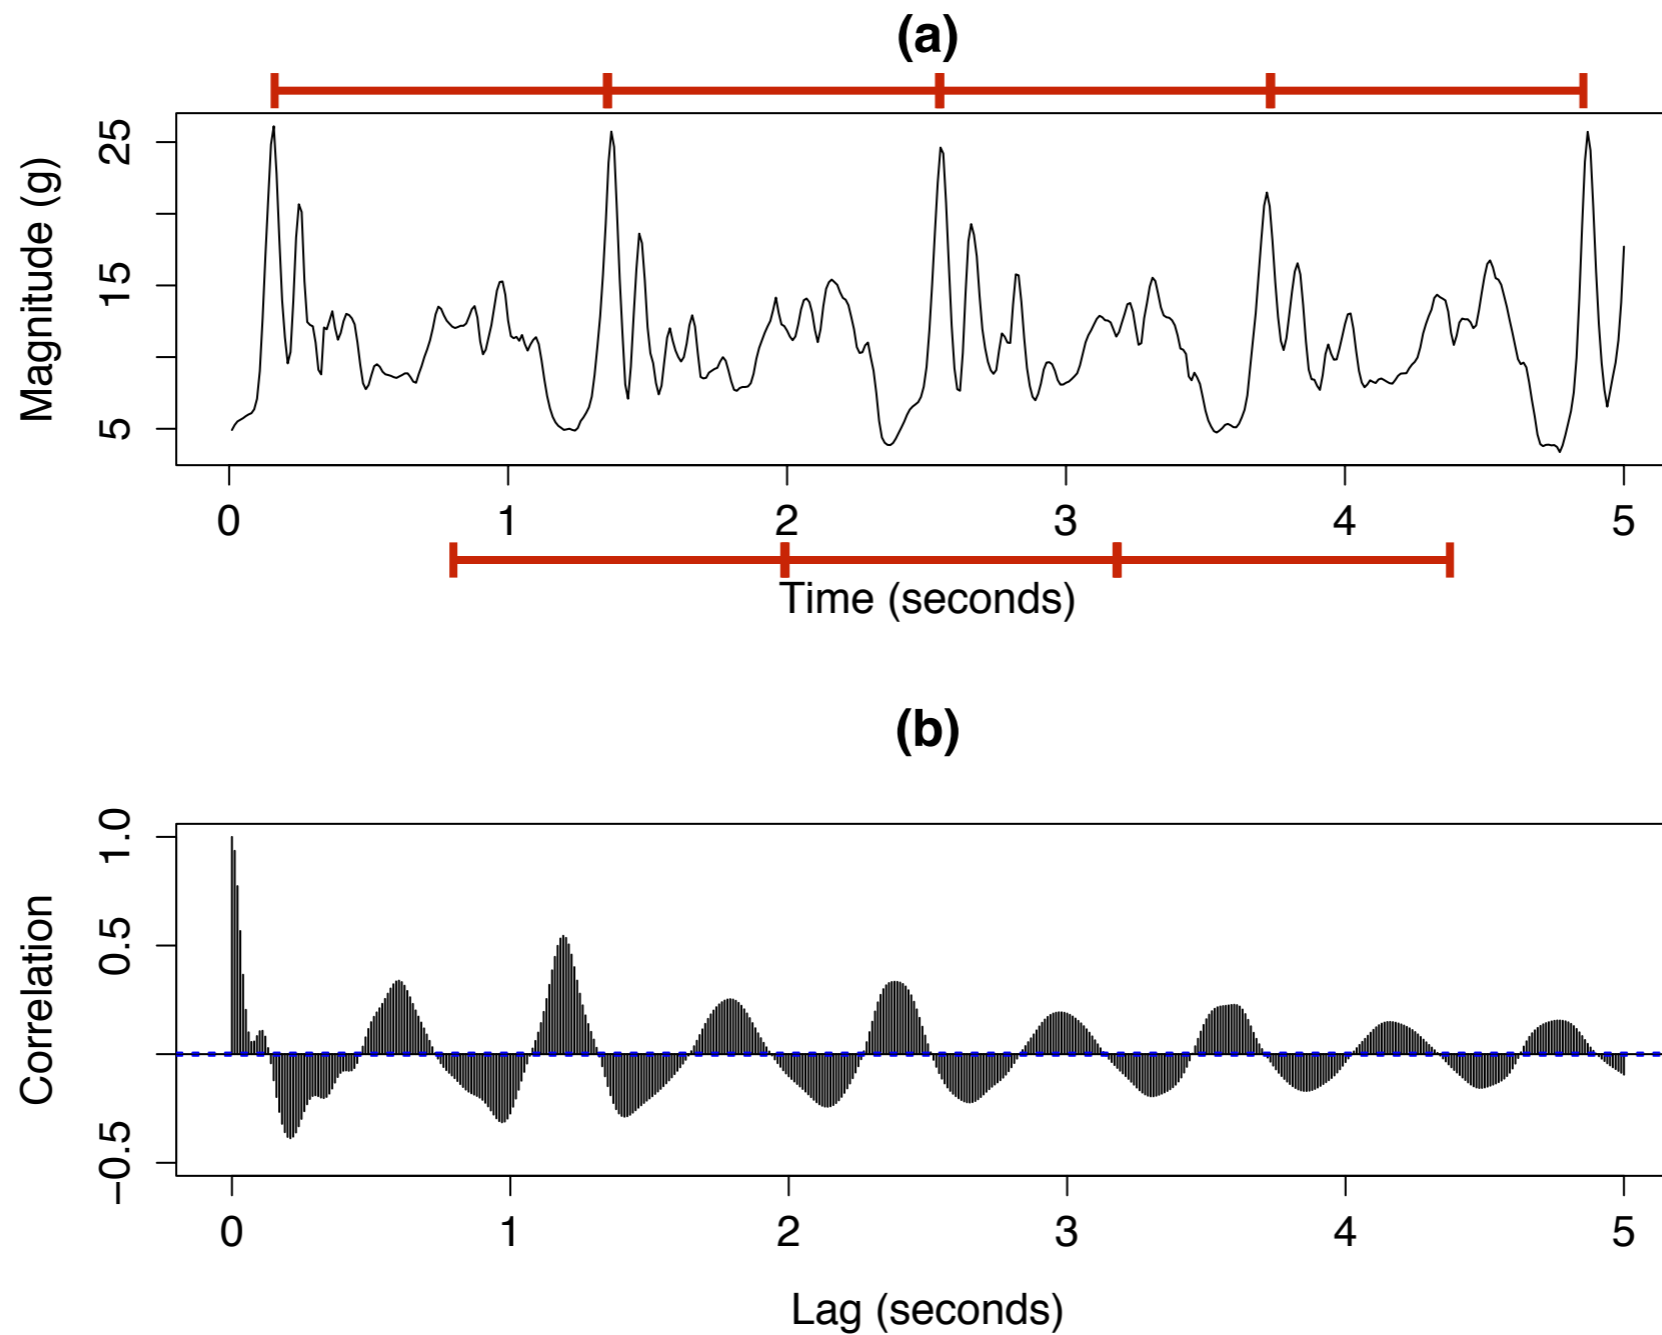 (a)
Magnitude (g)
25
15
5
0 1 2 3 4 5
Time (seconds)
(b)
Correlation
1.0
0.5
−0.5
0 1 2 3 4 5
Lag (seconds)